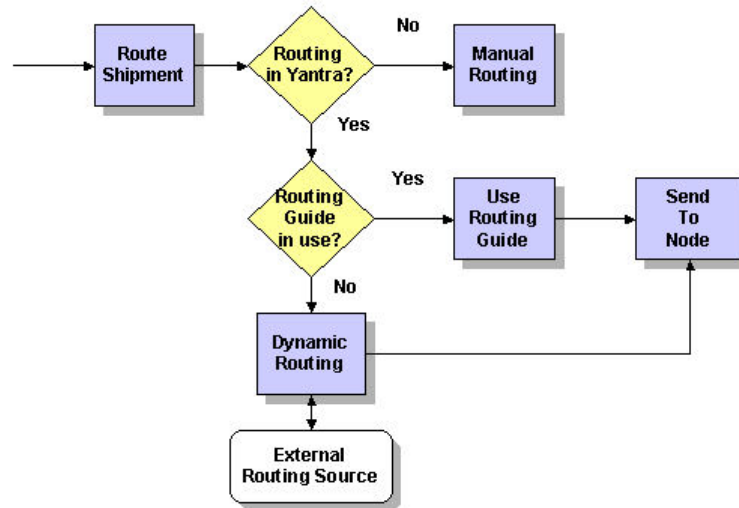 Route
Shipment
Routing
in Yantra?
No
Manual
Routing
Yes
Routing
Guide
in use?
Yes
Use
Routing
Guide
Send
To
Node
No
Dynamic
Routing
External
Routing Source